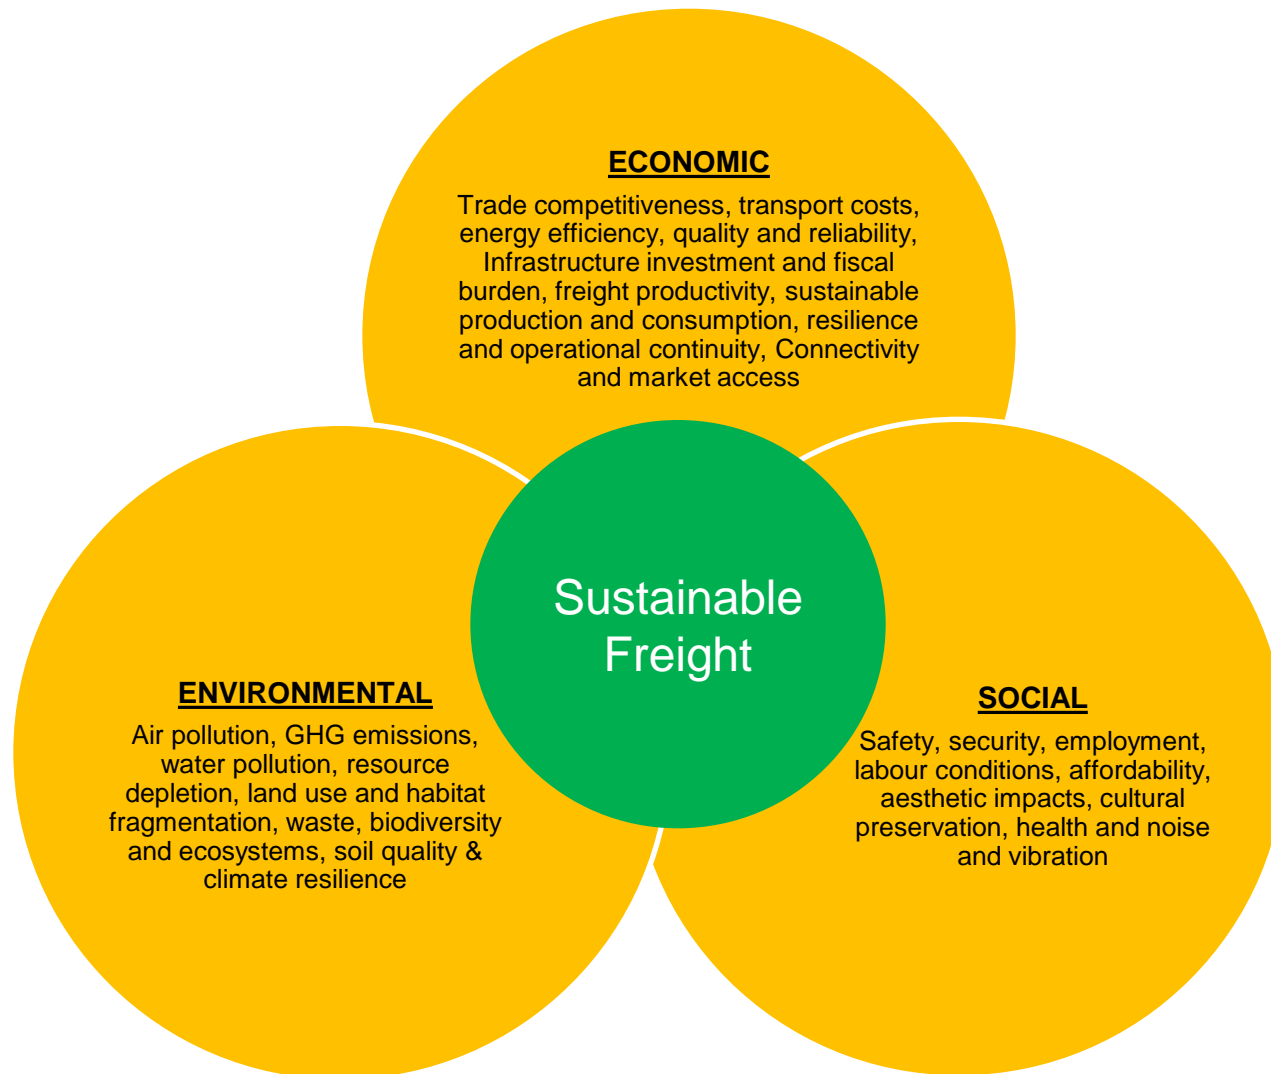 ECONOMIC
Trade competitiveness, transport costs,
energy efficiency, quality and reliability,
Infrastructure investment and fiscal
burden, freight productivity, sustainable
production and consumption, resilience
and operational continuity, Connectivity
and market access
Sustainable
Freight
ENVIRONMENTAL
Air pollution, GHG emissions,
water pollution, resource
depletion, land use and habitat
fragmentation, waste, biodiversity
and ecosystems, soil quality &
climate resilience
SOCIAL
Safety, security, employment,
labour conditions, affordability,
aesthetic impacts, cultural
preservation, health and noise
and vibration